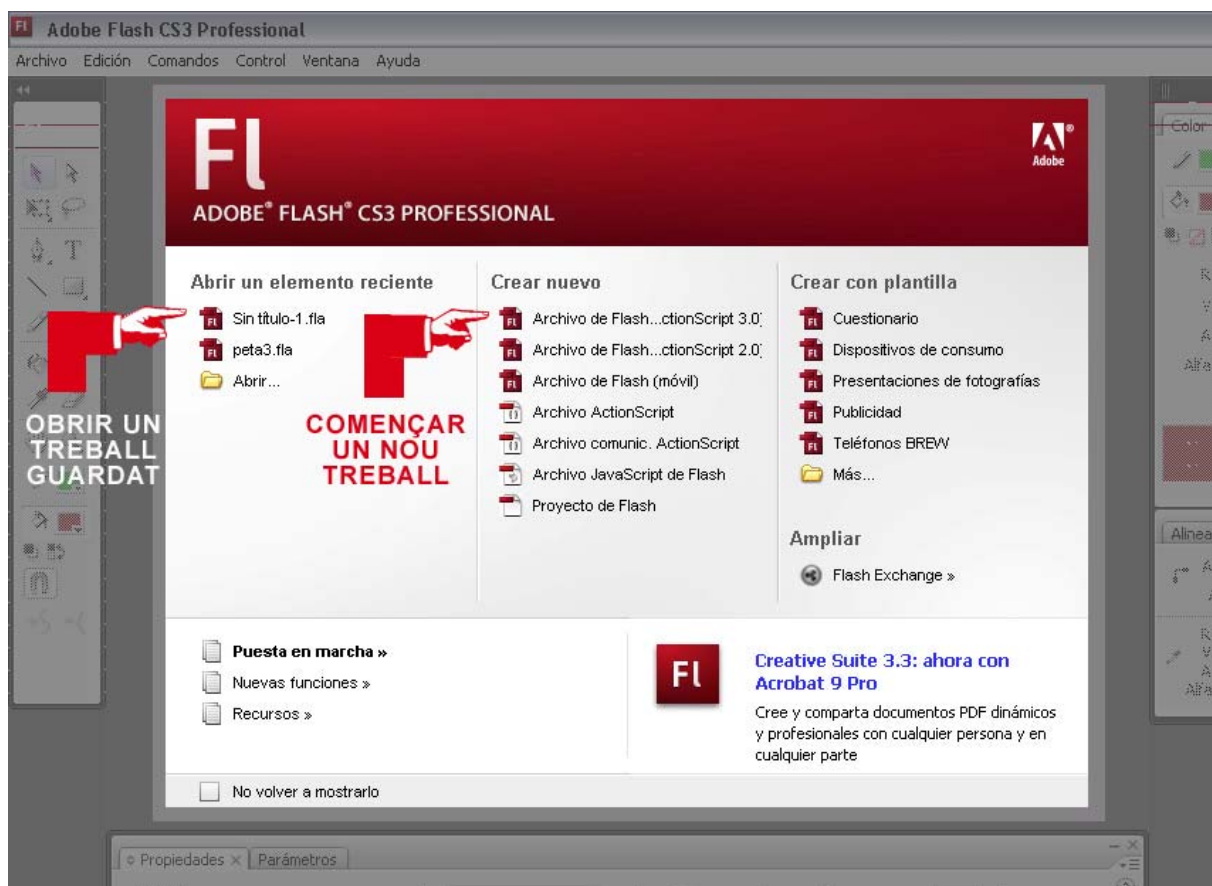 Adobe Flash CS3 Professional
Archivo Edición Comandos Control Ventana Ayuda
Fl
ADOBE® FLASH® CS3 PROFESSIONAL
Adobe
Abrir un elemento reciente
Sin título-1.fla
peta3.fla
Abrir...
OBRIR UN
TREBALL
GUARDAT
COMENÇAR
UN NOU
TREBALL
Crear nuevo
Archivo de Flash...ctionScript 3.0)
Archivo de Flash...ctionScript 2.0)
Archivo de Flash (móvil)
Archivo ActionScript
Archivo comunic. ActionScript
Archivo JavaScript de Flash
Proyecto de Flash
Crear con plantilla
Cuestionario
Dispositivos de consumo
Presentaciones de fotografías
Publicidad
Teléfonos BREW
Más...
Ampliar
Flash Exchange »
Puesta en marcha »
Nuevas funciones »
Recursos »
Fl
Creative Suite 3.3: ahora con
Acrobat 9 Pro
Cree y comparta documentos PDF dinámicos
y profesionales con cualquier persona y en
cualquier parte
No volver a mostrarlo
Propiedades × Parámetros
Color